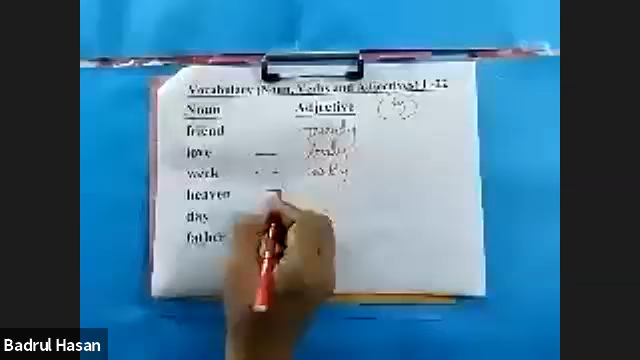 Vocabulary (Noun, Verbs and Adjectives) L-22
Noun Adjective (ly)
friend friendly
love lovely
week weekly
heaven
day
father
Badrul Hasan